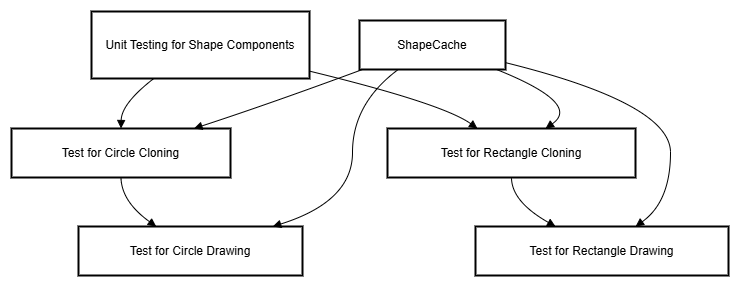 Unit Testing for Shape Components
ShapeCache
Test for Circle Cloning
Test for Rectangle Cloning
Test for Circle Drawing
Test for Rectangle Drawing